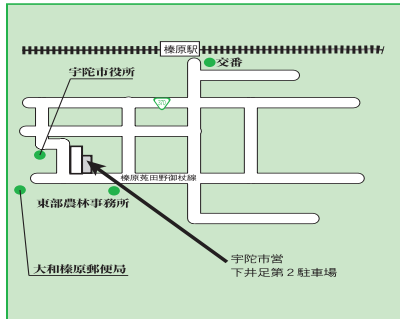 榛原駅
交番
宇陀市役所
榛原菟田野御杖線
東部農林事務所
宇陀市営
下井足第2駐車場
大和榛原郵便局